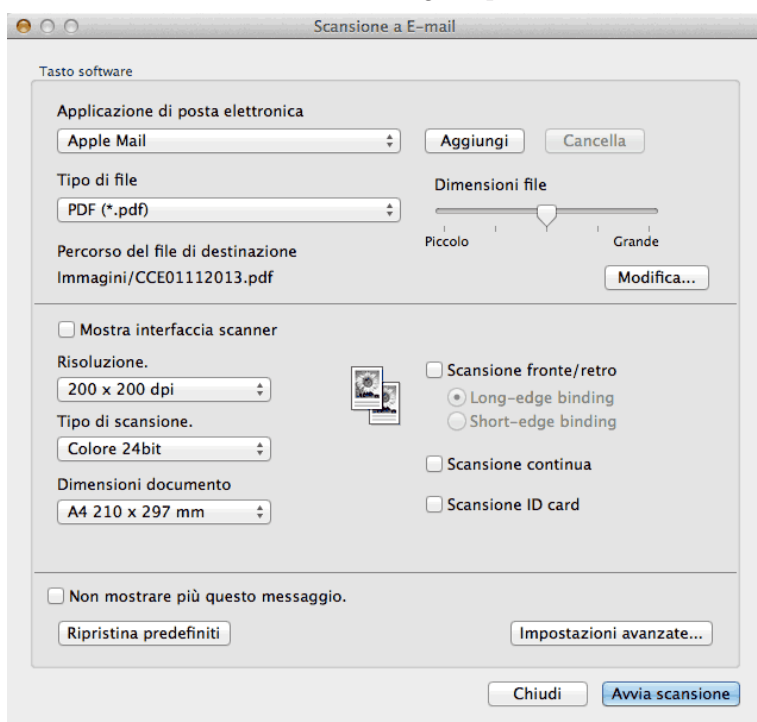 Scansione a E-mail
Tasto software
Applicazione di posta elettronica
Apple Mail
Aggiungi
Cancella
Tipo di file
Dimensioni file
PDF (*.pdf)
Piccolo
Grande
Percorso del file di destinazione
Immagini/CCE01112013.pdf
Modifica...
Mostra interfaccia scanner
Risoluzione.
200 x 200 dpi
Tipo di scansione.
Colore 24bit
Dimensioni documento
A4 210 x 297 mm
Scansione fronte/retro
Long-edge binding
Short-edge binding
Scansione continua
Scansione ID card
Non mostrare più questo messaggio.
Ripristina predefiniti
Impostazioni avanzate...
Chiudi
Avvia scansione